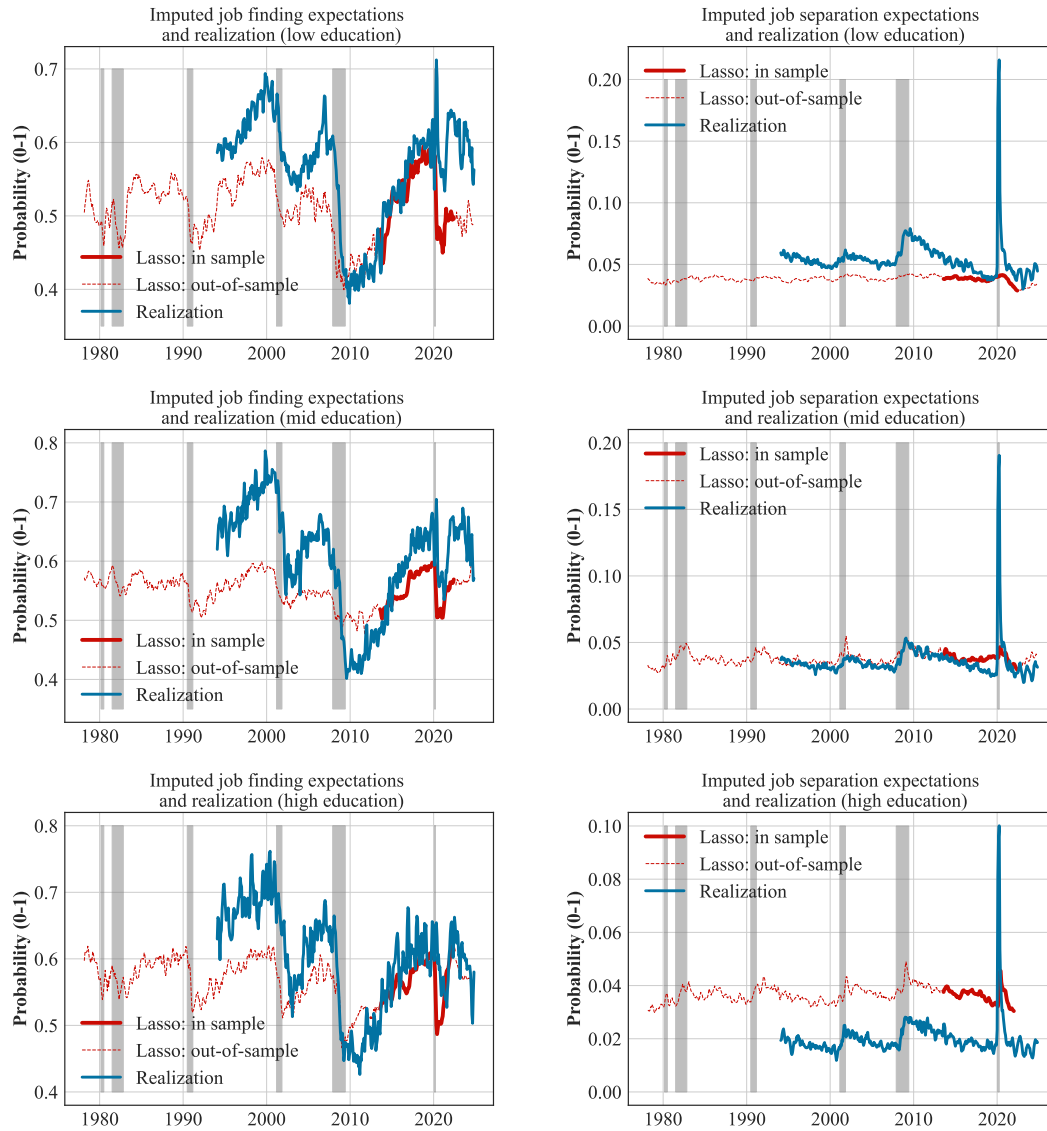 Imputed job finding expectations
and realization (low education)
Probability (0-1)
0.7
0.6
0.5
0.4
Lasso: in sample
Lasso: out-of-sample
Realization
1980 1990 2000 2010 2020
Imputed job separation expectations
and realization (low education)
Probability (0-1)
0.20
0.15
0.10
0.05
0.00
Lasso: in sample
Lasso: out-of-sample
Realization
1980 1990 2000 2010 2020
Imputed job finding expectations
and realization (mid education)
Probability (0-1)
0.8
0.7
0.6
0.5
0.4
Lasso: in sample
Lasso: out-of-sample
Realization
1980 1990 2000 2010 2020
Imputed job separation expectations
and realization (mid education)
Probability (0-1)
0.20
0.15
0.10
0.05
0.00
Lasso: in sample
Lasso: out-of-sample
Realization
1980 1990 2000 2010 2020
Imputed job finding expectations
and realization (high education)
Probability (0-1)
0.8
0.7
0.6
0.5
0.4
Lasso: in sample
Lasso: out-of-sample
Realization
1980 1990 2000 2010 2020
Imputed job separation expectations
and realization (high education)
Probability (0-1)
0.10
0.08
0.06
0.04
0.02
0.00
Lasso: in sample
Lasso: out-of-sample
Realization
1980 1990 2000 2010 2020